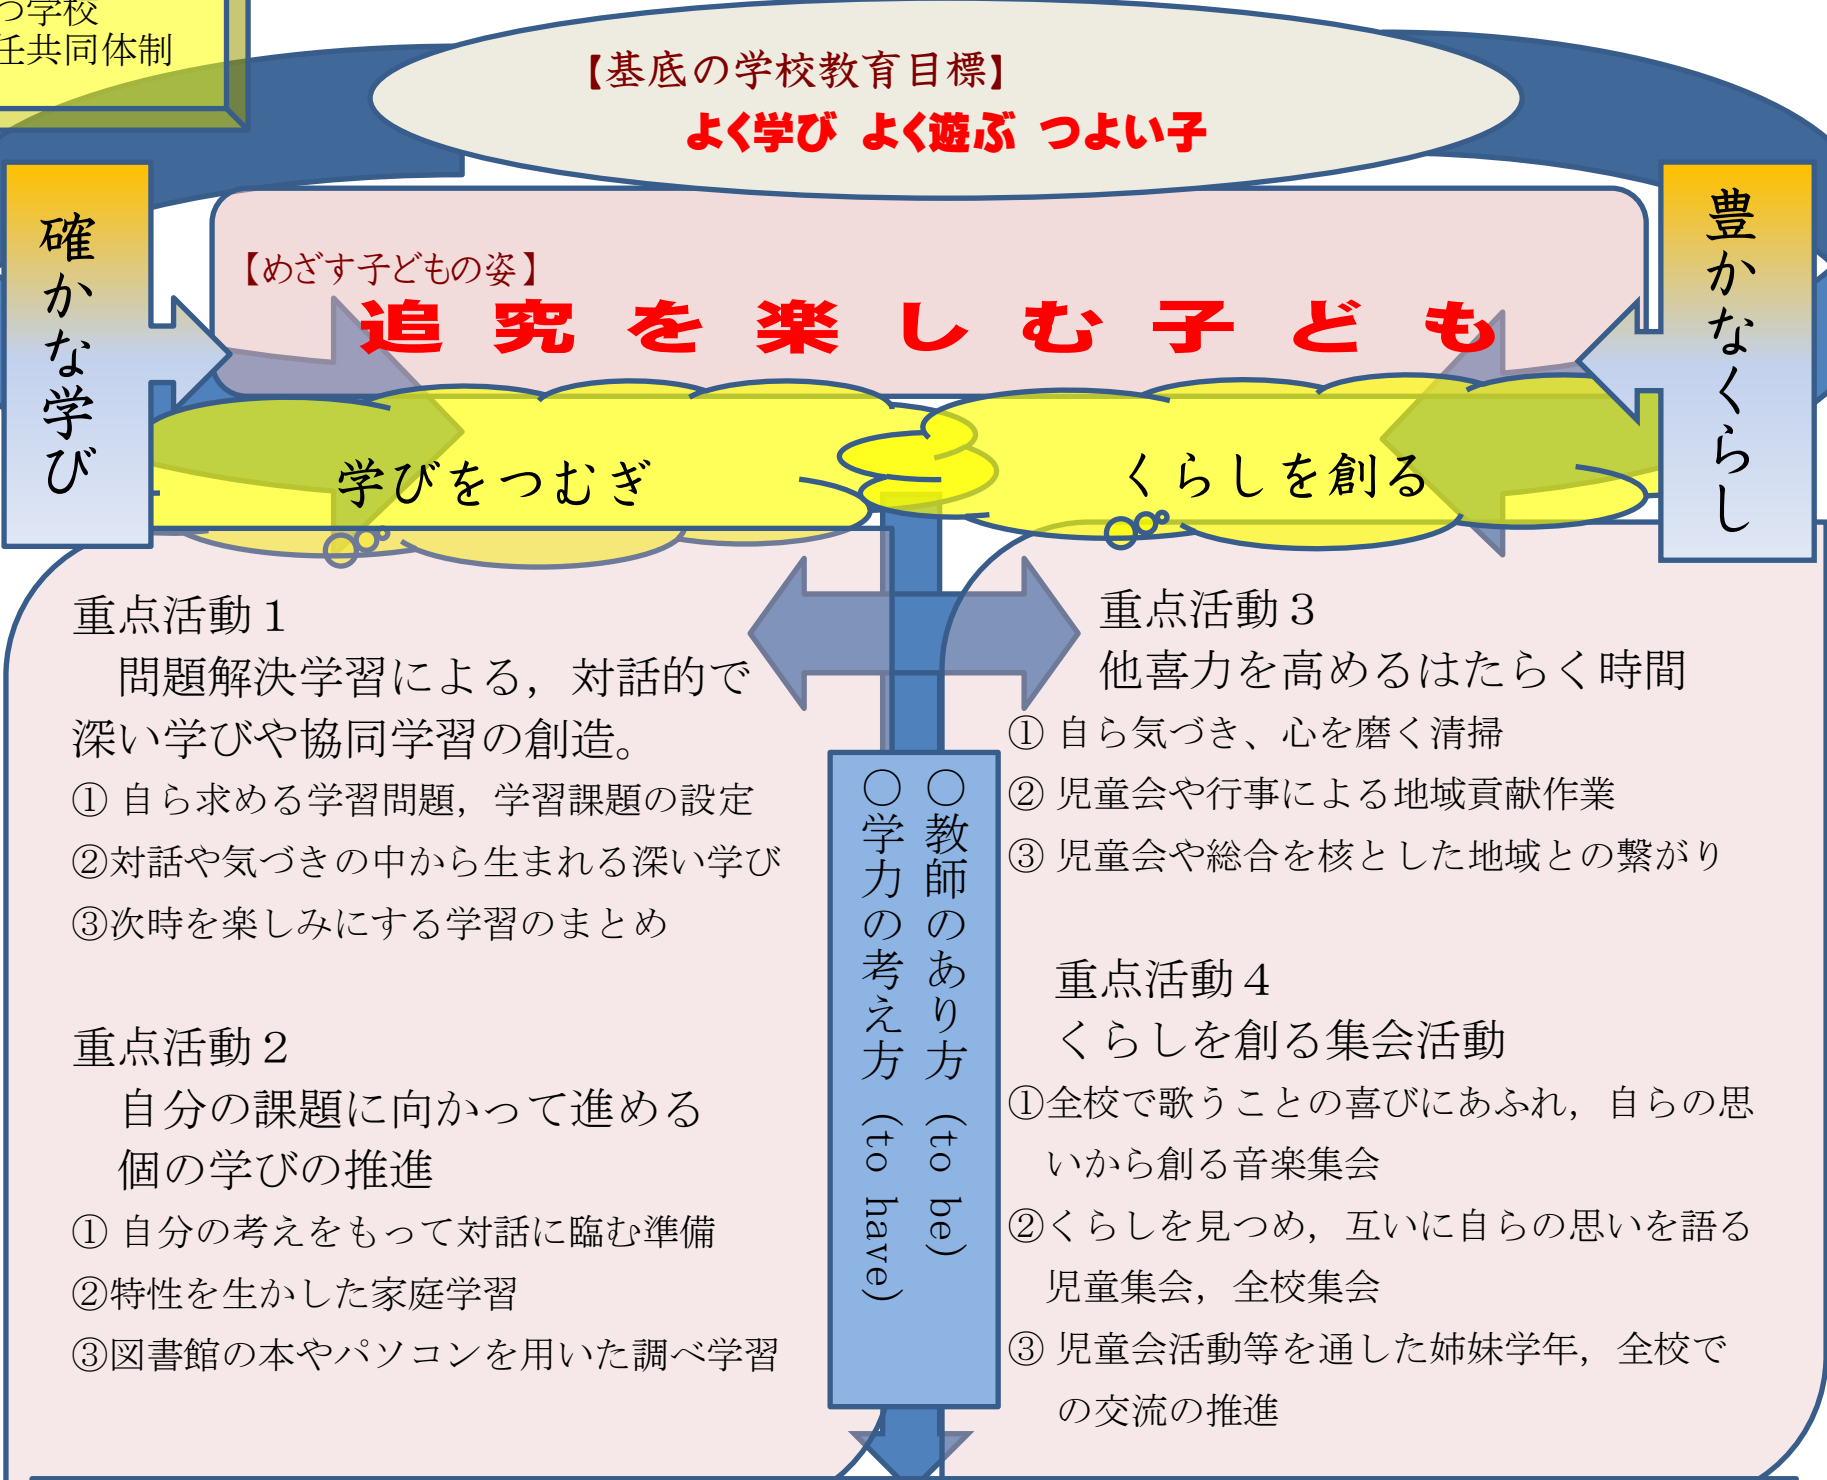 つ学校
任共同体制
【基底の学校教育目標】
よく学び よく遊ぶ つよい子
確かな学び
豊かなくらし
【めざす子どもの姿】
追究を楽しむ子ども
学びをつむぎ
くらしを創る
重点活動１
問題解決学習による，対話的で
深い学びや協同学習の創造。
① 自ら求める学習問題，学習課題の設定
②対話や気づきの中から生まれる深い学び
③次時を楽しみにする学習のまとめ
重点活動２
自分の課題に向かって進める
個の学びの推進
① 自分の考えをもって対話に臨む準備
②特性を生かした家庭学習
③図書館の本やパソコンを用いた調べ学習
○教師のあり方（to be）
○学力の考え方（to have）
重点活動３
他喜力を高めるはたらく時間
① 自ら気づき、心を磨く清掃
② 児童会や行事による地域貢献作業
③ 児童会や総合を核とした地域との繋がり
重点活動４
くらしを創る集会活動
①全校で歌うことの喜びにあふれ，自らの思
いから創る音楽集会
②くらしを見つめ，互いに自らの思いを語る
児童集会，全校集会
③ 児童会活動等を通した姉妹学年，全校で
の交流の推進